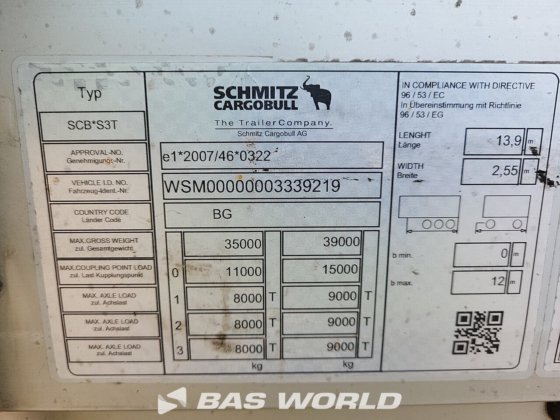 Typ
SCB*S3T
APPROVAL-NO.
Genehmigungs-Nr.
VEHICLE I.D. NO.
Fahrzeug-Ident.-Nr.
COUNTRY CODE
Länder Code
MAX.GROSS WEIGHT
zul. Gesamtgewicht
MAX.COUPLING POINT LOAD
zul. Last Kupplungspunkt
MAX. AXLE LOAD
zul. Achslast
MAX. AXLE LOAD
zul. Achslast
MAX. AXLE LOAD
zul. Achslast
SCHMITZ
CARGOBULL
The TrailerCompany.
Schmitz Cargobull AG
e1*2007/46*0322
WSM00000003339219
BG
35000 39000
0 11000 15000
1 8000 T 9000 T
2 8000 T 9000 T
3 8000 T 9000 T
kg kg
IN COMPLIANCE WITH DIRECTIVE
96 / 53 / EC
In Übereinstimmung mit Richtlinie
96 / 53 / EG
LENGHT
Länge
13,9 m
WIDTH
Breite
2,55 m
b min. 0 m
b max. 12 m
BAS WORLD